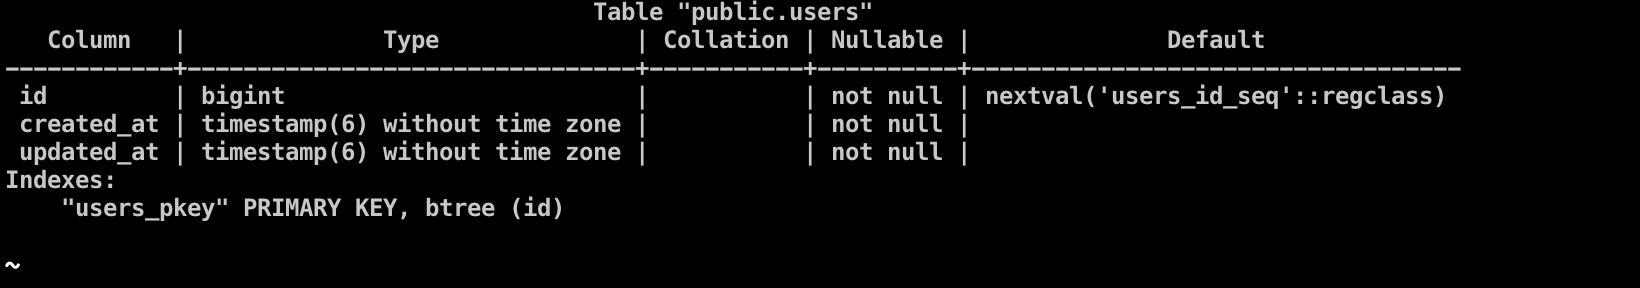 Table "public.users"
   Column   |              Type              | Collation | Nullable |              Default
------------+--------------------------------+-----------+----------+-----------------------------------
 id         | bigint                         |           | not null | nextval('users_id_seq'::regclass)
 created_at | timestamp(6) without time zone |           | not null |
 updated_at | timestamp(6) without time zone |           | not null |
Indexes:
    "users_pkey" PRIMARY KEY, btree (id)

~